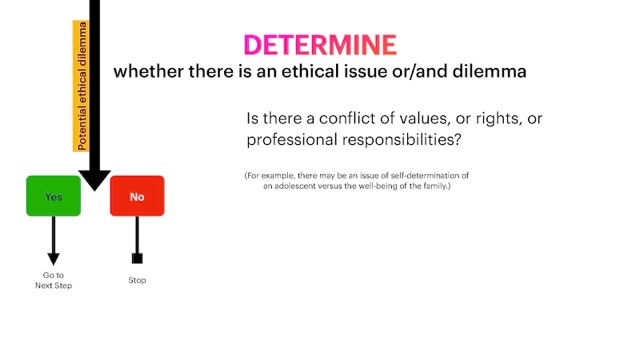 Potential ethical dilemma
DETERMINE
whether there is an ethical issue or/and dilemma
Is there a conflict of values, or rights, or
professional responsibilities?
(For example, there may be an issue of self-determination of
an adolescent versus the well-being of the family.)
Yes
No
Go to
Next Step
Stop